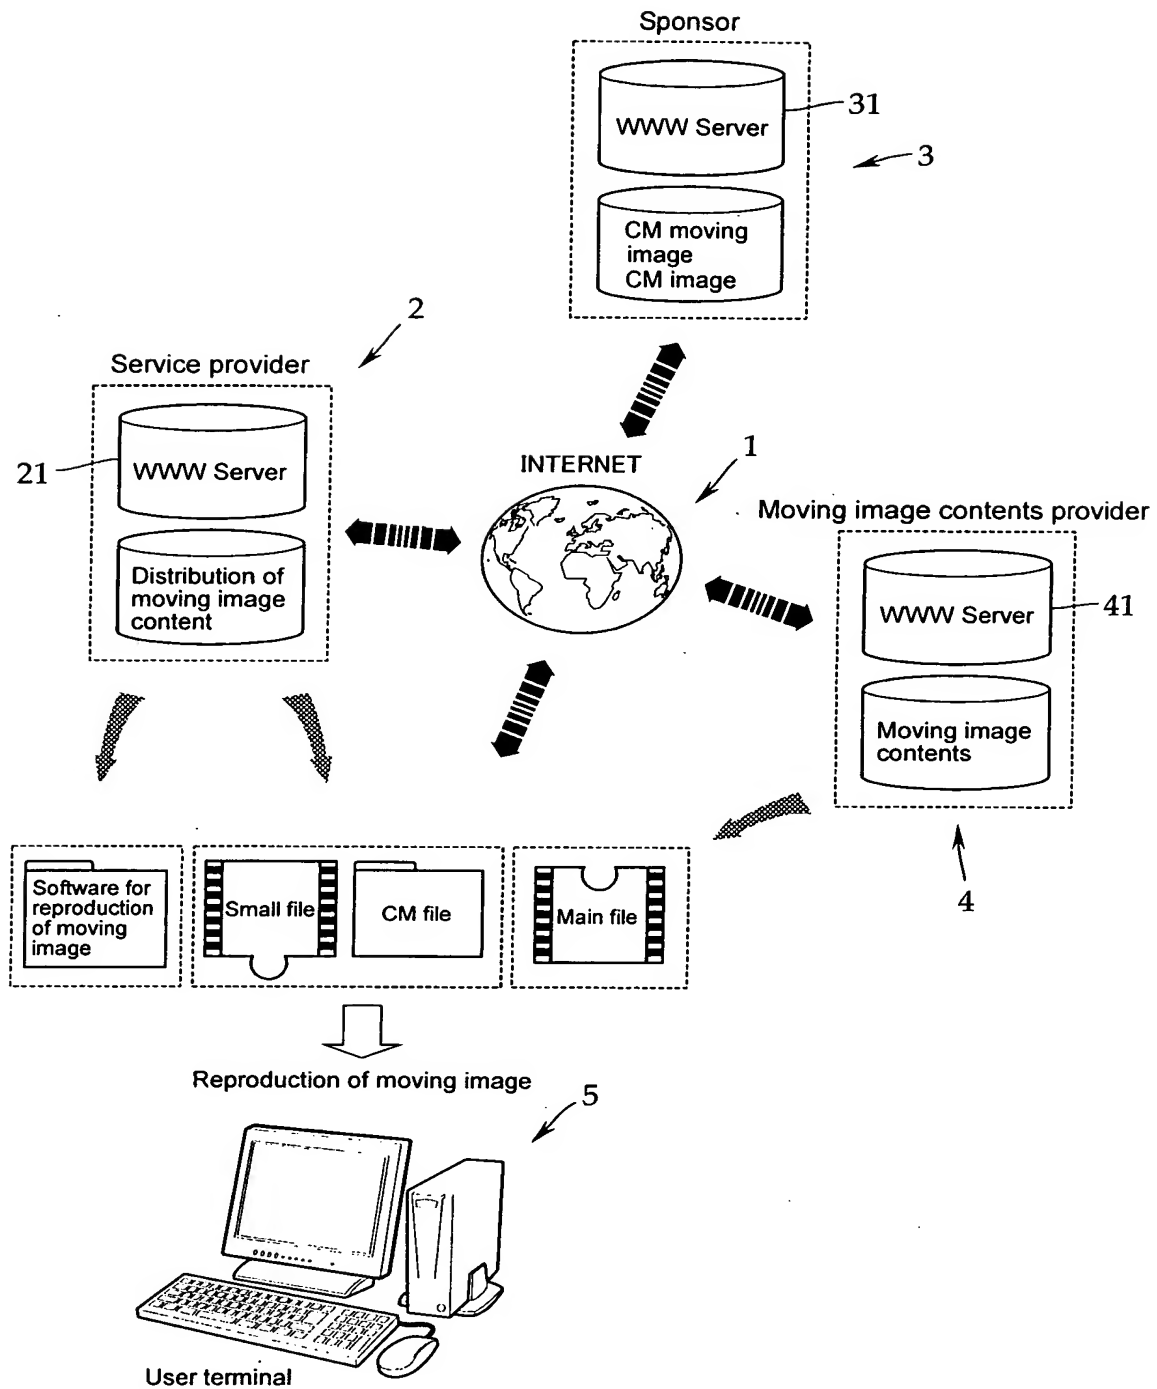 Sponsor
WWW Server
31
3
CM moving
image
CM image
2
Service provider
WWW Server
21
Distribution of
moving image
content
INTERNET
1
Moving image contents provider
WWW Server
41
Moving image
contents
4
Software for
reproduction
of moving
image
Small file
CM file
Main file
Reproduction of moving image
5
User terminal